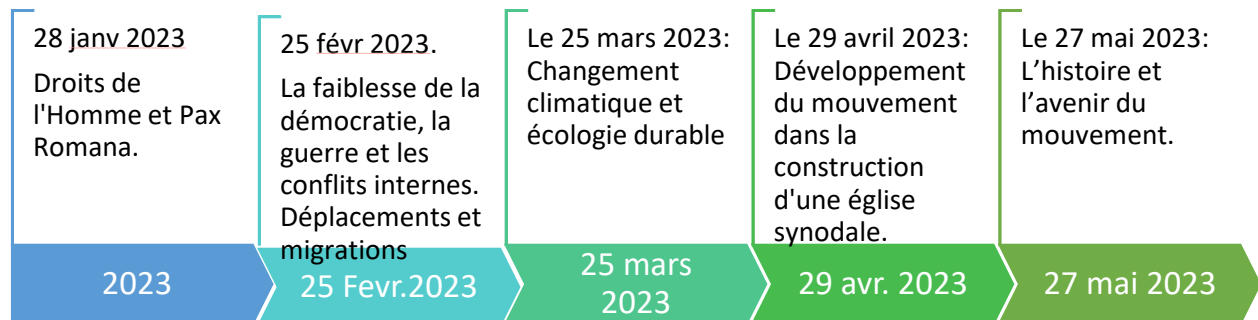 28 janv 2023
Droits de
l'Homme et Pax
Romana.
2023
25 févr 2023.
La faiblesse de la
démocratie, la
guerre et les
conflits internes.
Déplacements et
migrations
25 Fevr.2023
Le 25 mars 2023:
Changement
climatique et
écologie durable
25 mars
2023
Le 29 avril 2023:
Développement
du mouvement
dans la
construction
d'une église
synodale.
29 avr. 2023
Le 27 mai 2023:
L’histoire et
l’avenir du
mouvement.
27 mai 2023